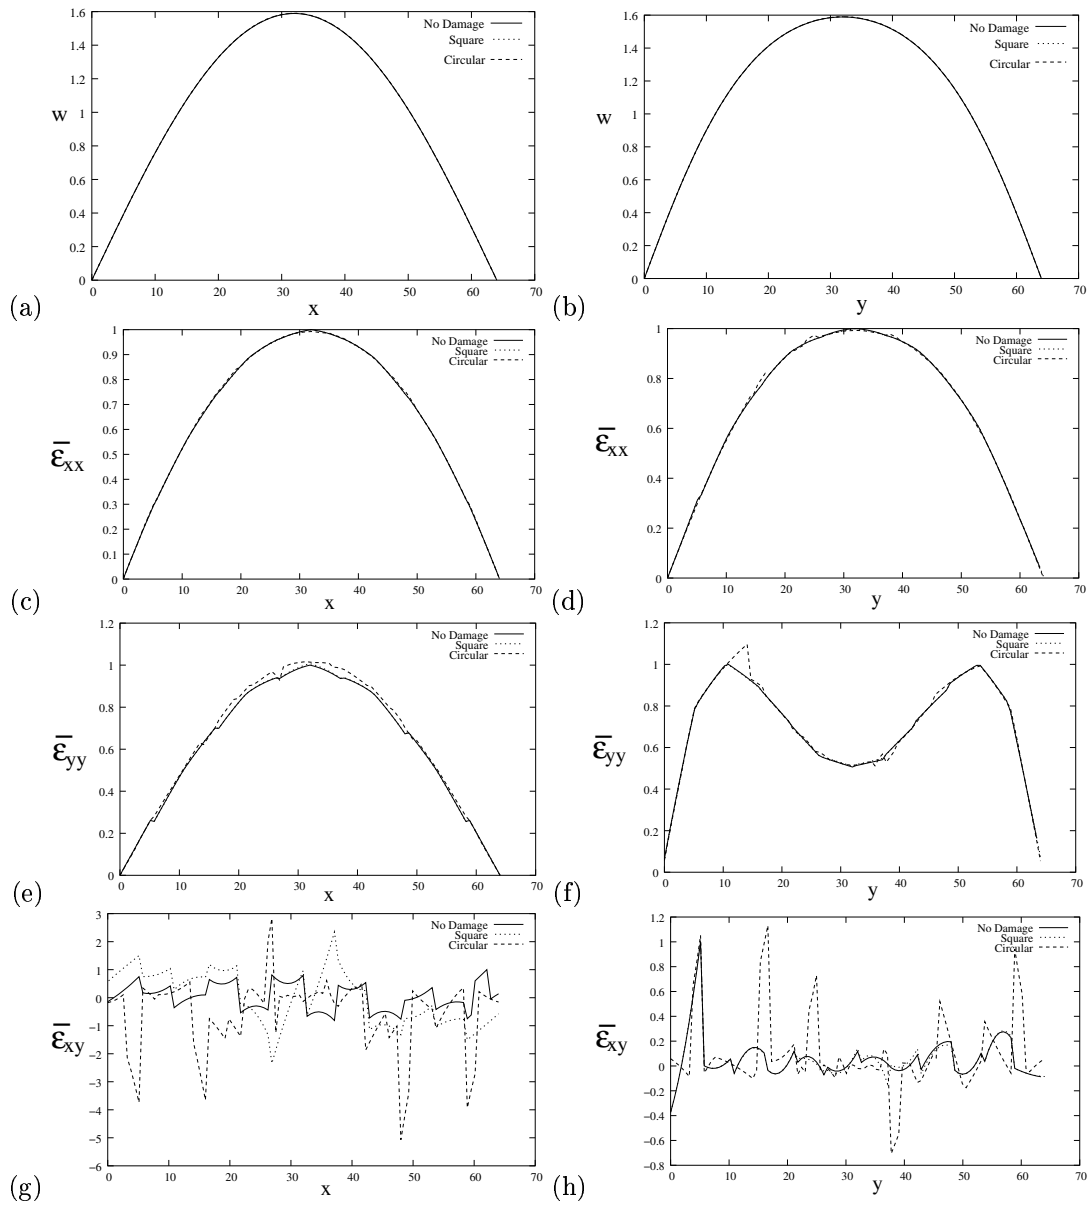 1.6
1.4
1.2
1
0.8
0.6
0.4
0.2
0
w
No Damage
Square
Circular
0 10 20 30 40 50 60 70
x
(a)
1.6
1.4
1.2
1
0.8
0.6
0.4
0.2
0
w
No Damage
Square
Circular
0 10 20 30 40 50 60 70
y
(b)
1
0.9
0.8
0.7
0.6
0.5
0.4
0.3
0.2
0.1
0
ε̄xx
No Damage
Square
Circular
0 10 20 30 40 50 60 70
x
(c)
1
0.8
0.6
0.4
0.2
0
ε̄xx
No Damage
Square
Circular
0 10 20 30 40 50 60 70
y
(d)
1.2
1
0.8
0.6
0.4
0.2
0
ε̄yy
No Damage
Square
Circular
0 10 20 30 40 50 60 70
x
(e)
1.2
1
0.8
0.6
0.4
0.2
0
ε̄yy
No Damage
Square
Circular
0 10 20 30 40 50 60 70
y
(f)
3
2
1
0
−1
−2
−3
−4
−5
−6
ε̄xy
No Damage
Square
Circular
0 10 20 30 40 50 60 70
x
(g)
1.2
1
0.8
0.6
0.4
0.2
0
−0.2
−0.4
−0.6
−0.8
ε̄xy
No Damage
Square
Circular
0 10 20 30 40 50 60 70
y
(h)